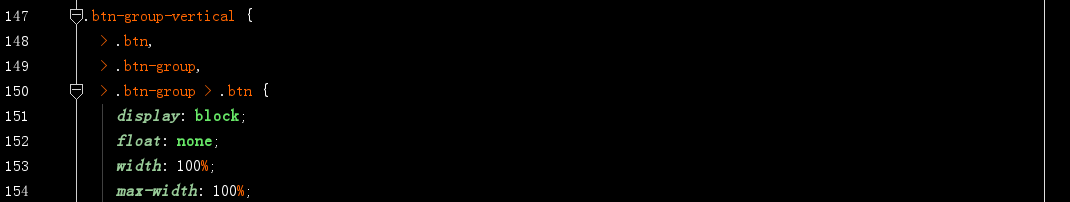 147 .btn-group-vertical {
148 > .btn,
149 > .btn-group,
150 > .btn-group > .btn {
151 display: block;
152 float: none;
153 width: 100%;
154 max-width: 100%;